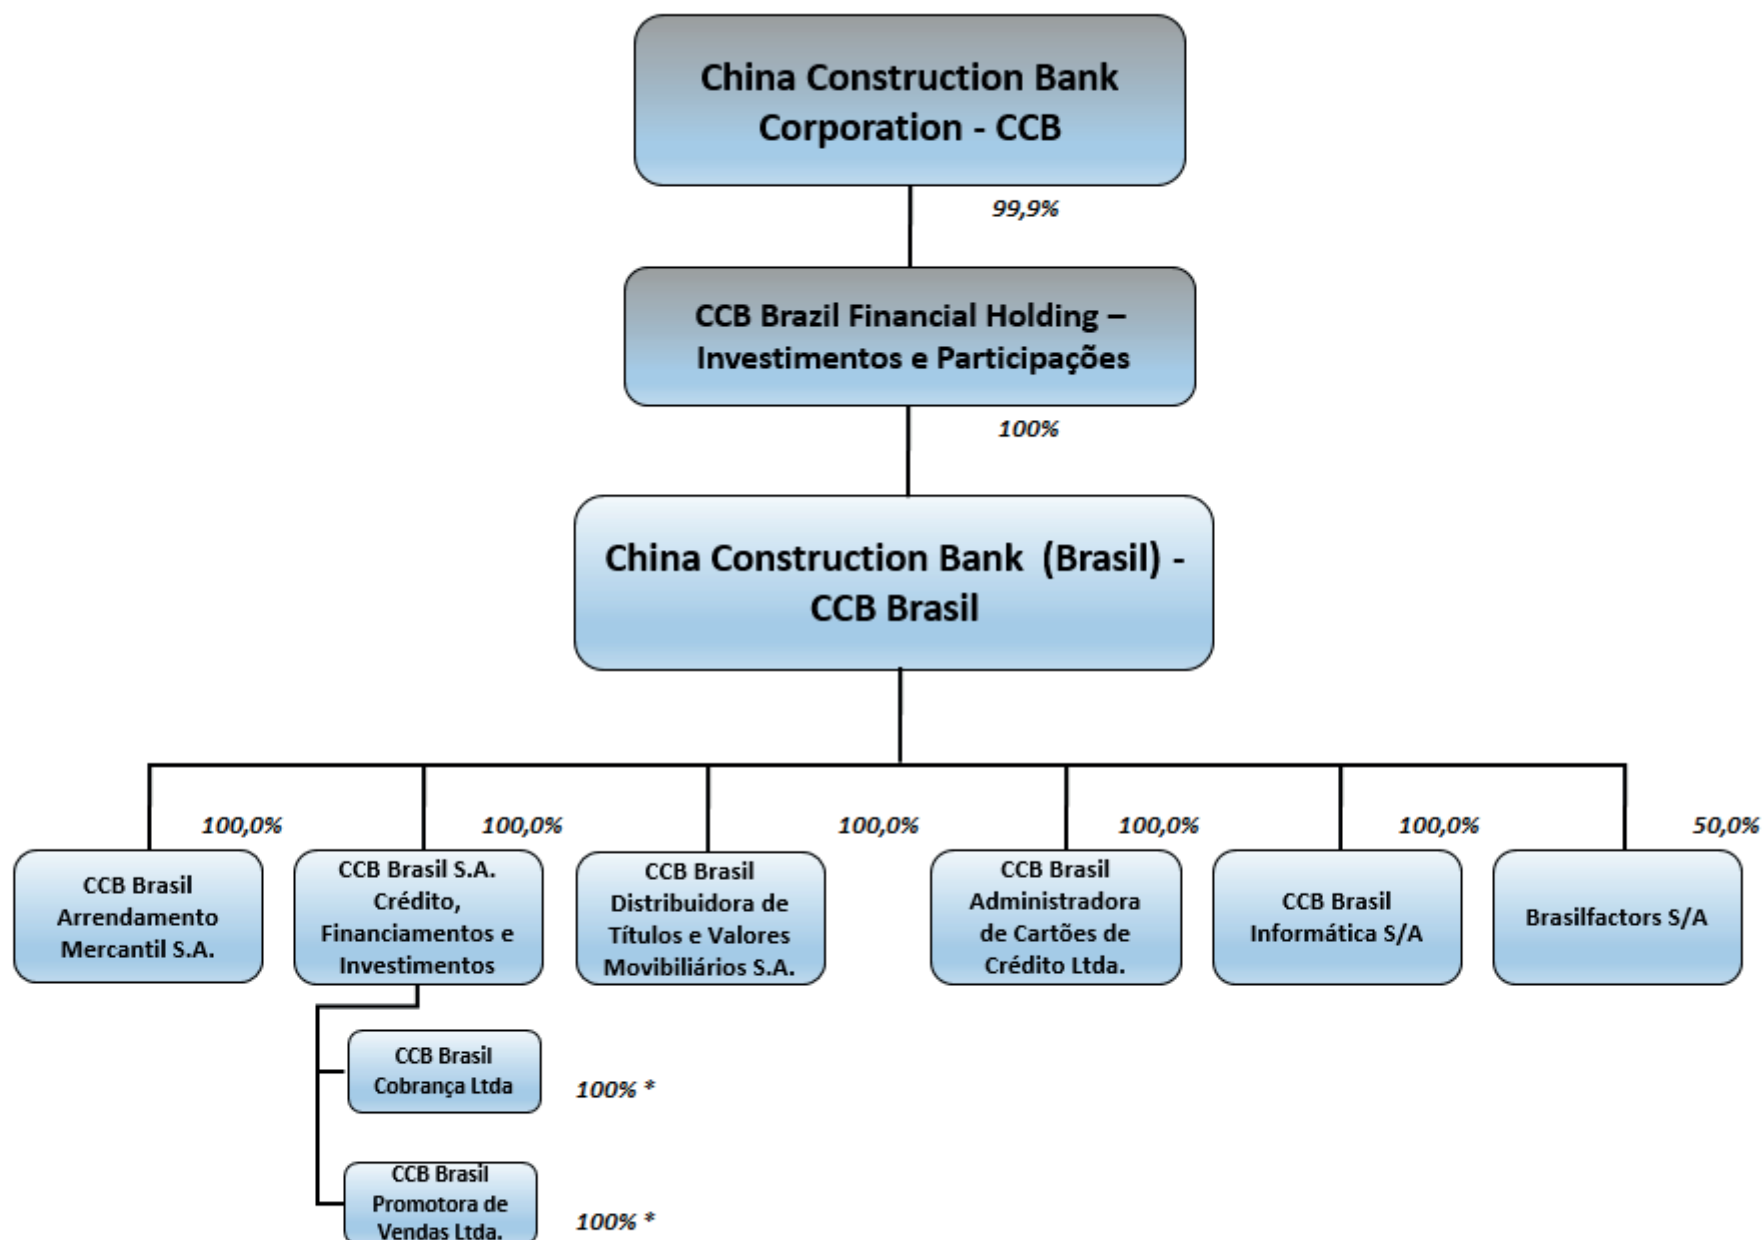 China Construction Bank
Corporation - CCB
99,9%
CCB Brazil Financial Holding –
Investimentos e Participações
100%
China Construction Bank (Brasil) -
CCB Brasil
100,0%
100,0%
100,0%
100,0%
100,0%
50,0%
CCB Brasil
Arrendamento
Mercantil S.A.
CCB Brasil S.A.
Crédito,
Financiamentos e
Investimentos
CCB Brasil
Distribuidora de
Títulos e Valores
Movibiliários S.A.
CCB Brasil
Administradora
de Cartões de
Crédito Ltda.
CCB Brasil
Informática S/A
Brasilfactors S/A
CCB Brasil
Cobrança Ltda
100% *
CCB Brasil
Promotora de
Vendas Ltda.
100% *